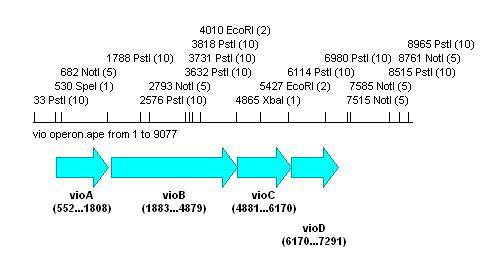 4010 EcoRI (2)
3818 PstI (10) 8965 PstI (10)
1788 PstI (10) 3731 PstI (10) 6980 PstI (10) 8761 NotI (5)
682 NotI (5) 3632 PstI (10) 6114 PstI (10) 8515 PstI (10)
530 SpeI (1) 2793 NotI (5) 5427 EcoRI (2) 7585 NotI (5)
33 PstI (10) 2576 PstI (10) 4865 XbaI (1) 7515 NotI (5)
vio operon.ape from 1 to 9077
vioA vioB vioC
(552...1808) (1883...4879) (4881...6170)
vioD
(6170...7291)